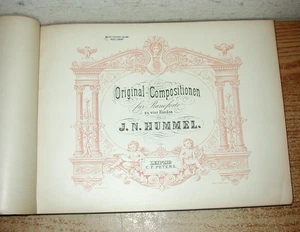 Original-Compositionen
für Pianoforte
zu vier Händen
J. N. HUMMEL.
LEIPZIG
C. F. PETERS.